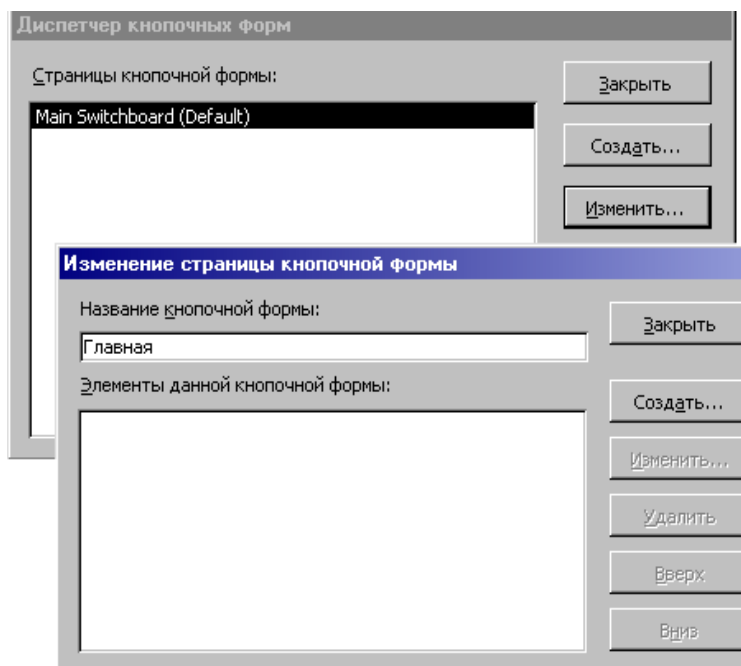 Диспетчер кнопочных форм
Страницы кнопочной формы:
Закрыть
Main Switchboard (Default)
Создать...
Изменить...
Изменение страницы кнопочной формы
Название кнопочной формы:
Закрыть
Главная
Элементы данной кнопочной формы:
Создать...
Изменить...
Удалить
Вверх
Вниз